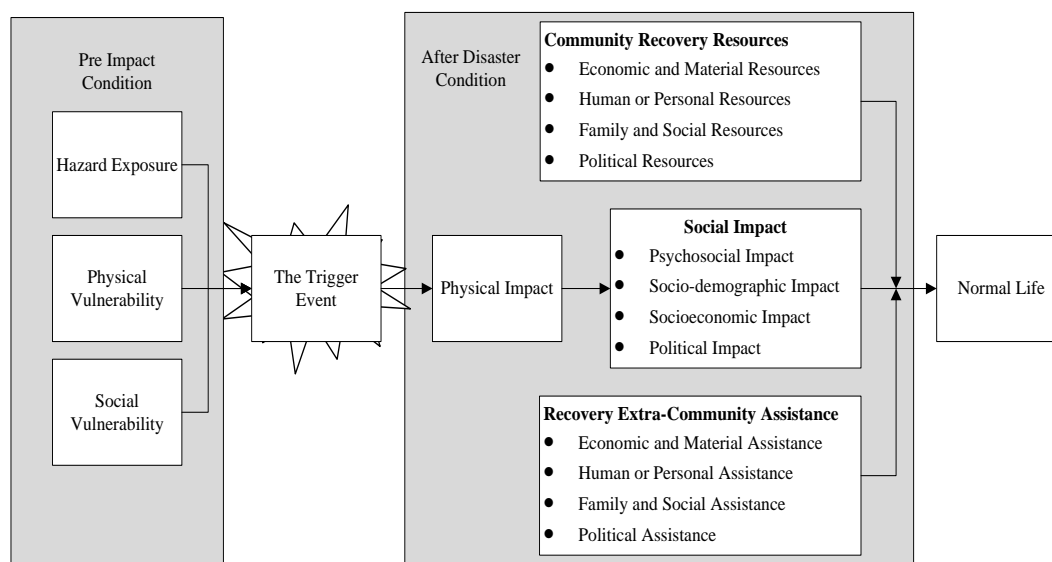 Pre Impact
Condition
Hazard Exposure
Physical
Vulnerability
Social
Vulnerability
The Trigger
Event
After Disaster
Condition
Community Recovery Resources
● Economic and Material Resources
● Human or Personal Resources
● Family and Social Resources
● Political Resources
Physical Impact
Social Impact
● Psychosocial Impact
● Socio-demographic Impact
● Socioeconomic Impact
● Political Impact
Recovery Extra-Community Assistance
● Economic and Material Assistance
● Human or Personal Assistance
● Family and Social Assistance
● Political Assistance
Normal Life